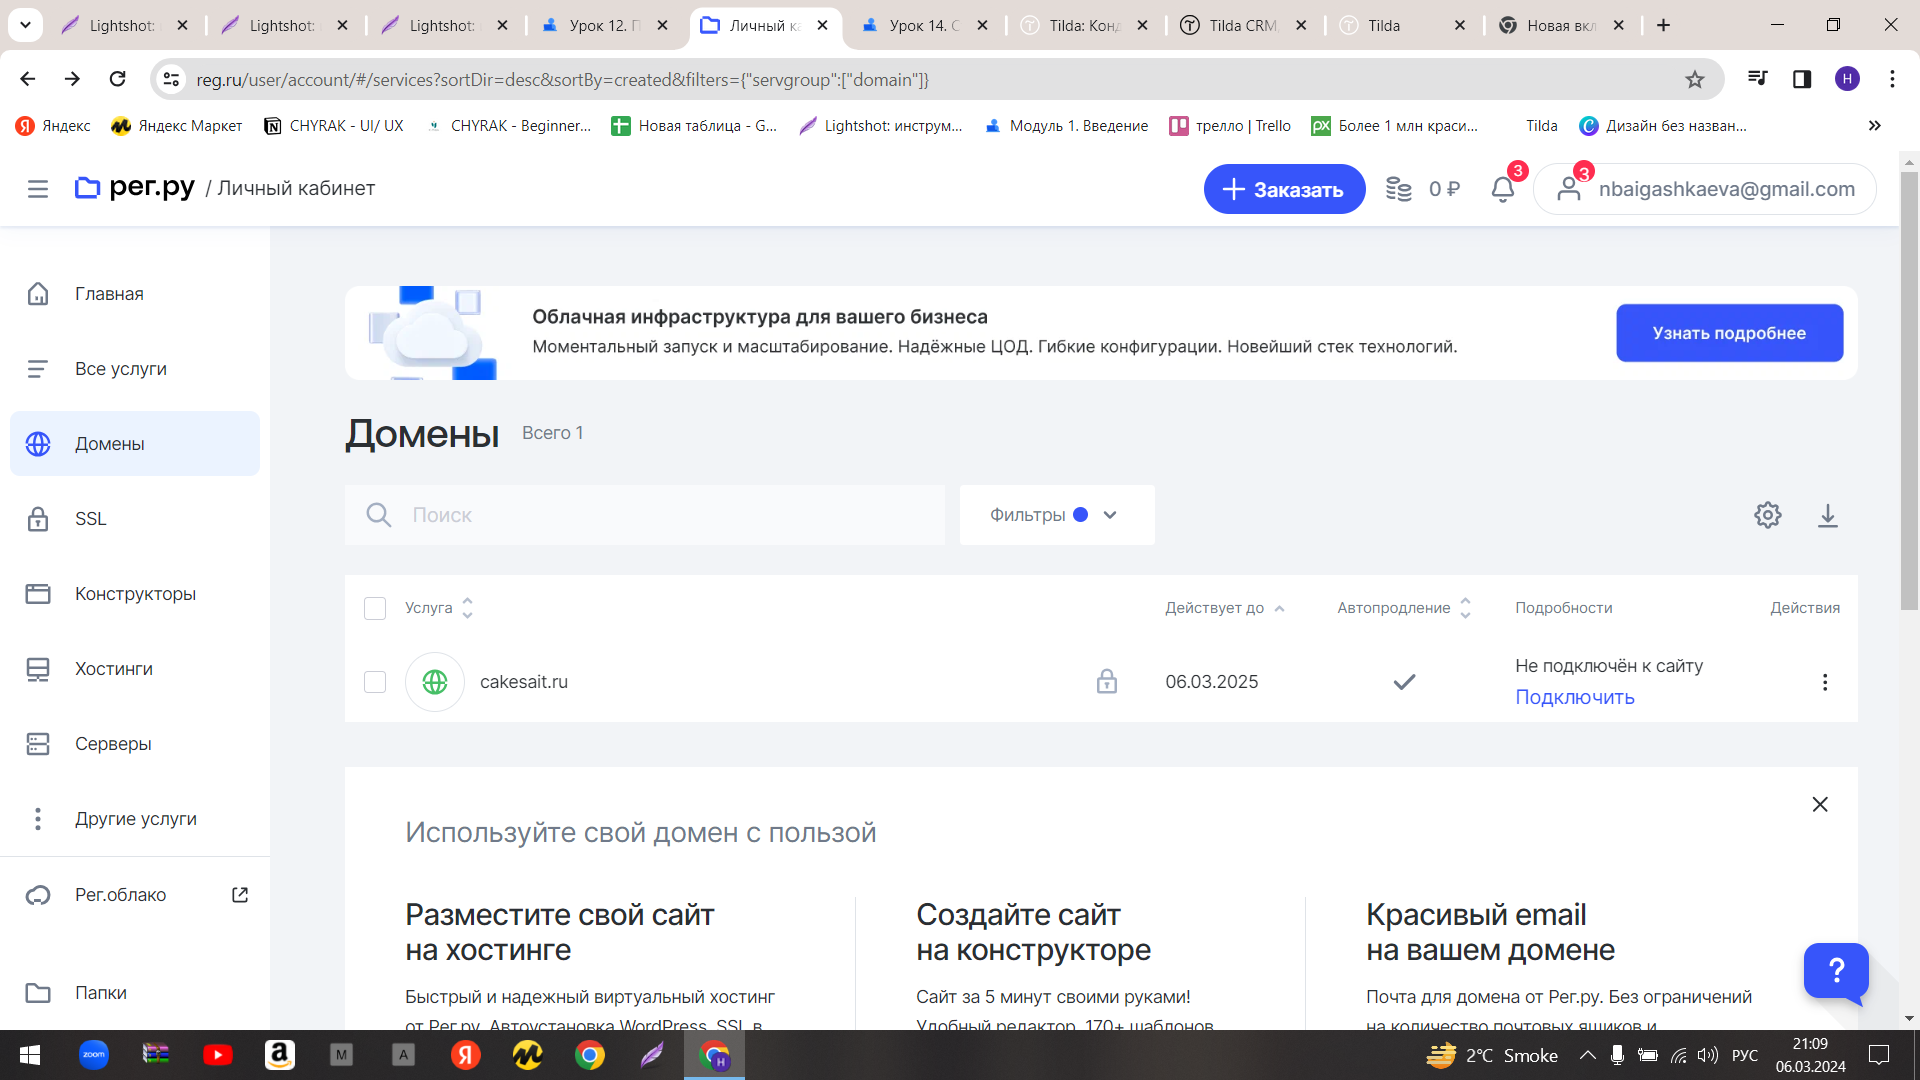 Lightshot:
Lightshot:
Lightshot:
Урок 12. П
Личный ка
Урок 14. С
Tilda: Конд
Tilda CRM
Tilda
Новая вкл
reg.ru/user/account/#/services?sortDir=desc&sortBy=created&filters={"servgroup":["domain"]}
H
Яндекс
Яндекс Маркет
CHYRAK - UI/ UX
CHYRAK - Beginner...
Новая таблица - G...
Lightshot: инструм...
Модуль 1. Введение
трелло | Trello
Более 1 млн краси...
Tilda
Дизайн без назван...
рег.ру / Личный кабинет
Заказать
0 ₽
3
3
nbaigashkaeva@gmail.com
Главная
Все услуги
Домены
SSL
Конструкторы
Хостинги
Серверы
Другие услуги
Рег.облако
Папки
Облачная инфраструктура для вашего бизнеса
Моментальный запуск и масштабирование. Надёжные ЦОД. Гибкие конфигурации. Новейший стек технологий.
Узнать подробнее
Домены Всего 1
Поиск
Фильтры
Услуга
Действует до
Автопродление
Подробности
Действия
cakesait.ru
06.03.2025
Не подключён к сайту
Подключить
Используйте свой домен с пользой
Разместите свой сайт
на хостинге
Быстрый и надежный виртуальный хостинг
от Рег.ру. Автоустановка WordPress, SSL в
Создайте сайт
на конструкторе
Сайт за 5 минут своими руками!
Удобный редактор, 170+ шаблонов
Красивый email
на вашем домене
Почта для домена от Рег.ру. Без ограничений
на количество почтовых ящиков и
?
zoom
a
M
A
Я
H
2°C Smoke
РУС
21:09
06.03.2024